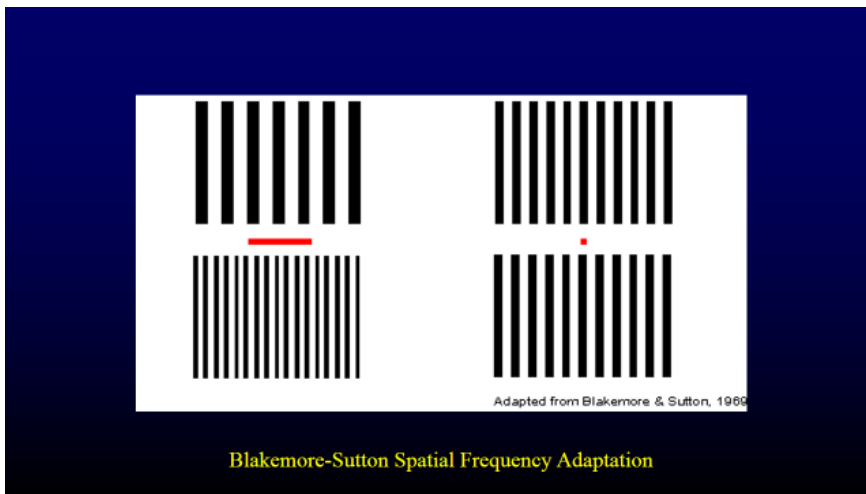 Adapted from Blakemore & Sutton, 1969
Blakemore-Sutton Spatial Frequency Adaptation